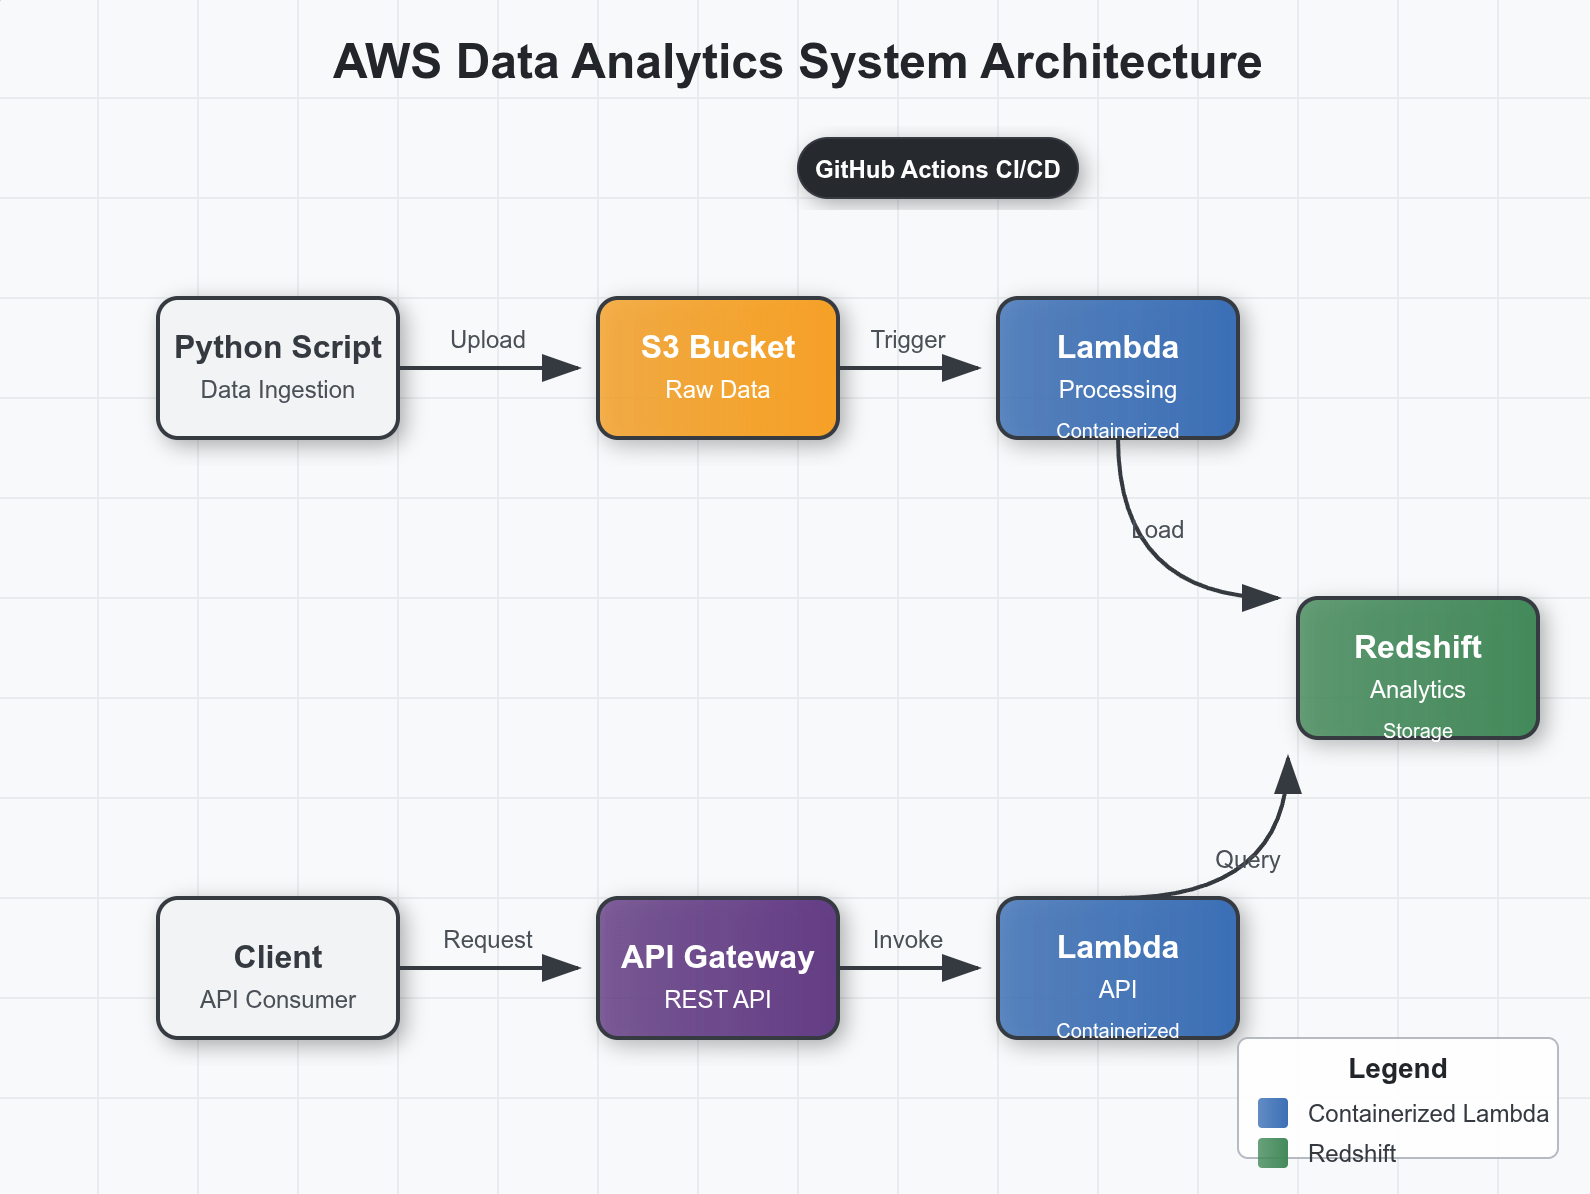 AWS Data Analytics System Architecture
GitHub Actions CI/CD
Python Script
Data Ingestion
Upload
S3 Bucket
Raw Data
Trigger
Lambda
Processing
Containerized
Load
Redshift
Analytics
Storage
Query
Client
API Consumer
Request
API Gateway
REST API
Invoke
Lambda
API
Containerized
Legend
Containerized Lambda
Redshift